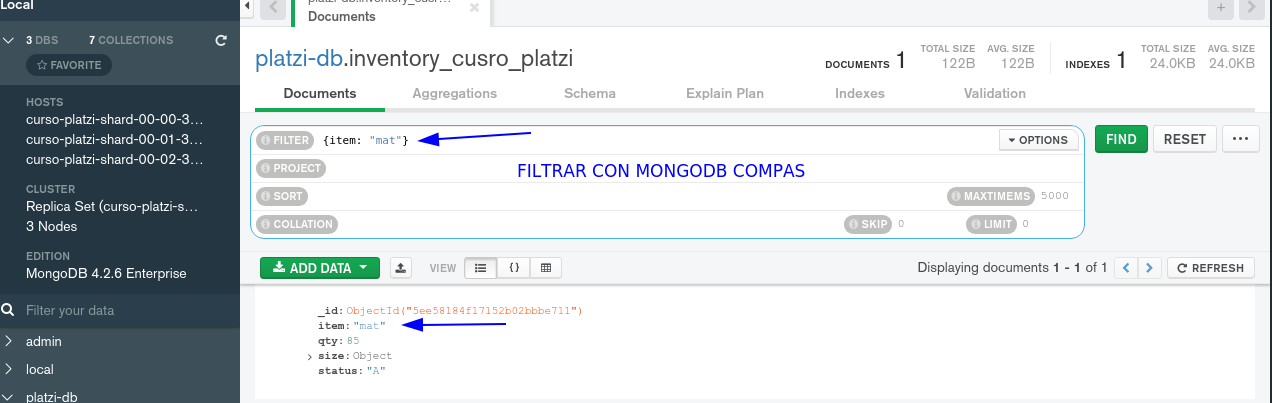 Local
platzi-db.inventory_cusr...
Documents
3 DBS 7 COLLECTIONS
FAVORITE
HOSTS
curso-platzi-shard-00-00-3...
curso-platzi-shard-00-01-3...
curso-platzi-shard-00-02-3...
CLUSTER
Replica Set (curso-platzi-s...
3 Nodes
EDITION
MongoDB 4.2.6 Enterprise
Filter your data
admin
local
platzi-db
platzi-db.inventory_cusro_platzi
DOCUMENTS 1 TOTAL SIZE 122B AVG. SIZE 122B INDEXES 1 TOTAL SIZE 24.0KB AVG. SIZE 24.0KB
Documents Aggregations Schema Explain Plan Indexes Validation
FILTER {item: "mat"} OPTIONS FIND RESET ...
PROJECT
FILTRAR CON MONGODB COMPAS
SORT MAXTIMEMS 5000
COLLATION SKIP 0 LIMIT 0
ADD DATA VIEW {} Displaying documents 1 - 1 of 1 REFRESH
_id: ObjectId("5ee58184f17152b02bbbe711")
item: "mat"
qty: 85
size: Object
status: "A"